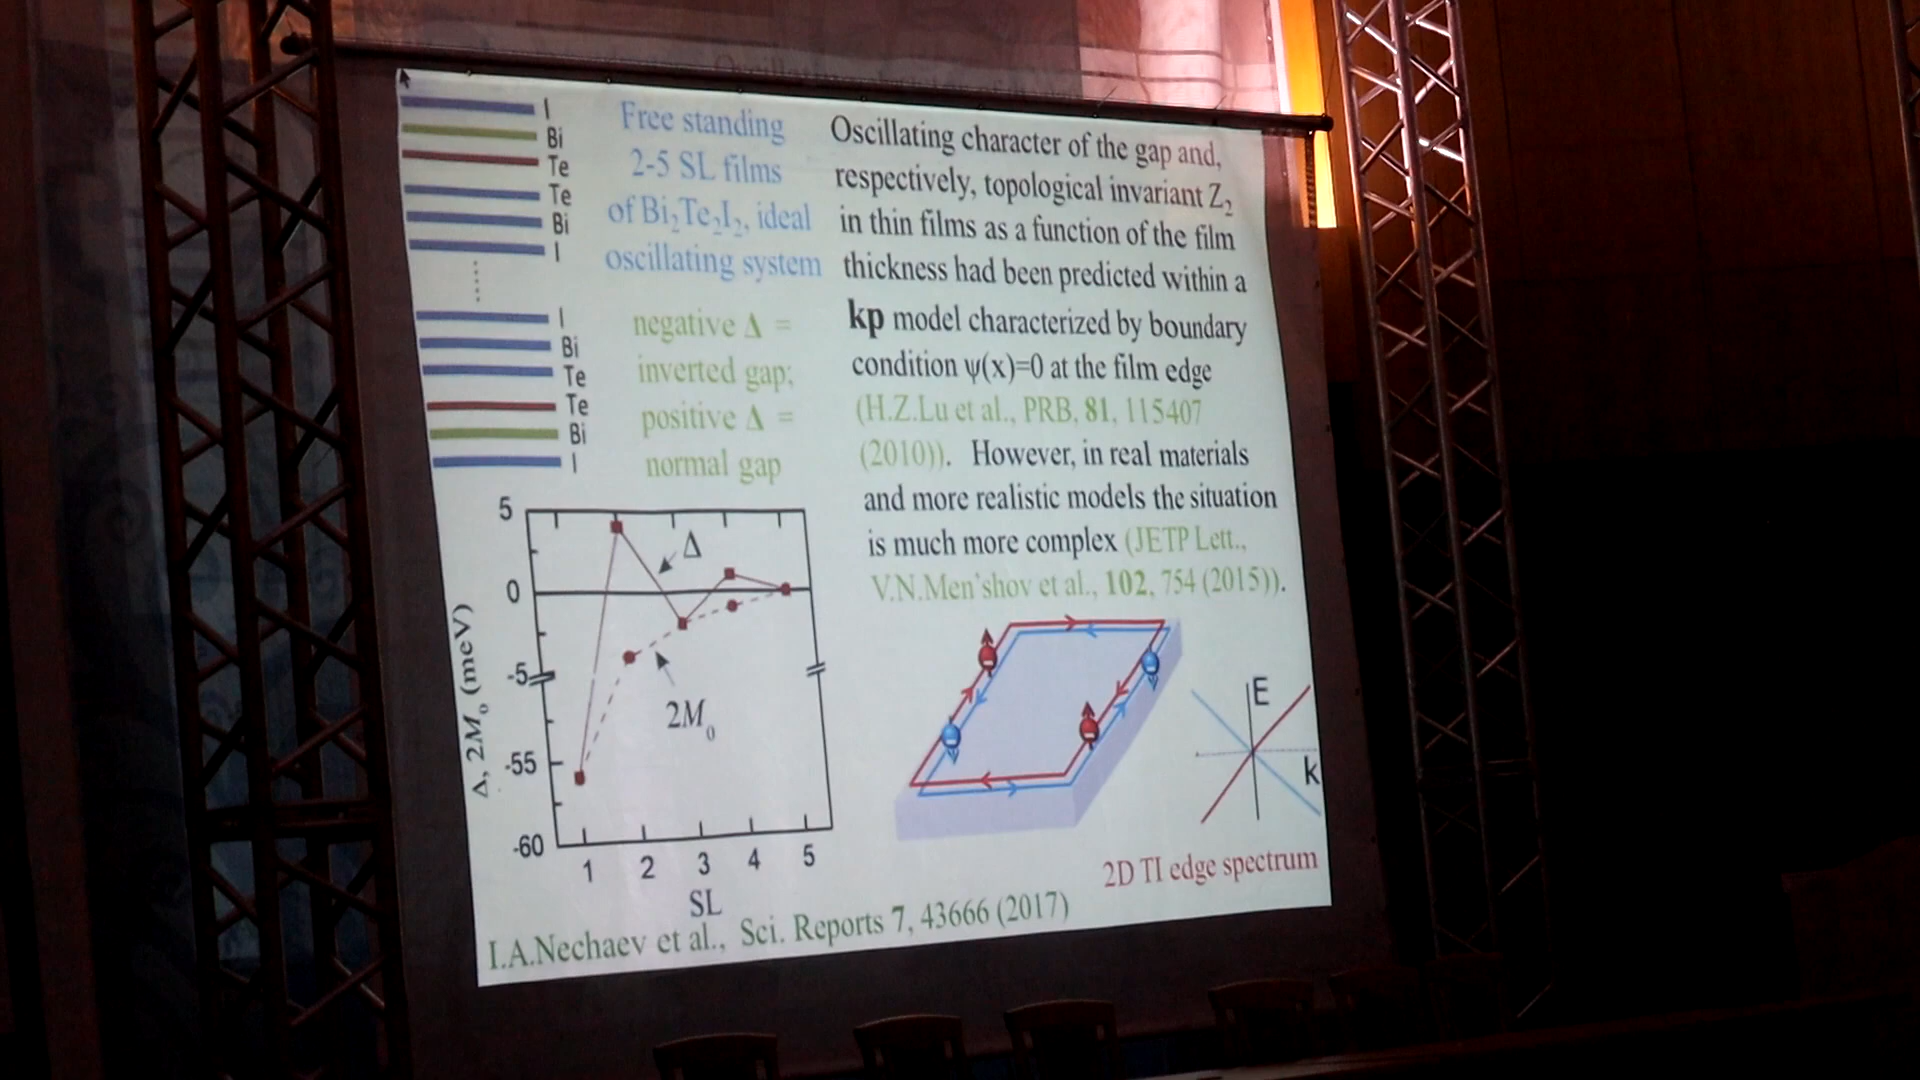 I
Bi
Te
Te
Bi
I
I
Bi
Te
Te
Bi
I
Free standing
2-5 SL films
of Bi₂Te₂I₂, ideal
oscillating system
negative Δ =
inverted gap;
positive Δ =
normal gap
Oscillating character of the gap and,
respectively, topological invariant Z₂
in thin films as a function of the film
thickness had been predicted within a
kp model characterized by boundary
condition ψ(x)=0 at the film edge
(H.Z.Lu et al., PRB, 81, 115407
(2010)). However, in real materials
and more realistic models the situation
is much more complex (JETP Lett.,
V.N.Men'shov et al., 102, 754 (2015)).
5
0
-5
-55
-60
Δ, 2M₀ (meV)
Δ
2M₀
1 2 3 4 5
SL
E
k
2D TI edge spectrum
I.A.Nechaev et al., Sci. Reports 7, 43666 (2017)